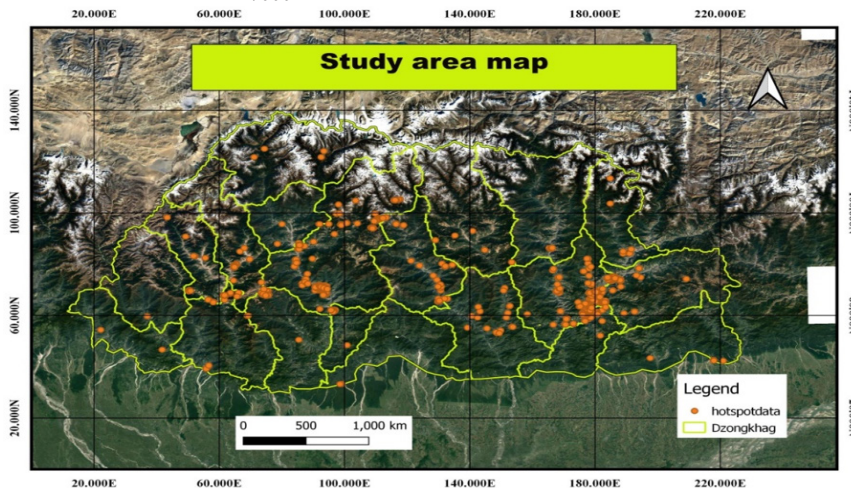 20.000E 60.000E 100.000E 140.000E 180.000E 220.000E
Study area map
140.000N
100.000N
60.000N
20.000N
Legend
hotspotdata
Dzongkhag
0 500 1,000 km
20.000E 60.000E 100.000E 140.000E 180.000E 220.000E